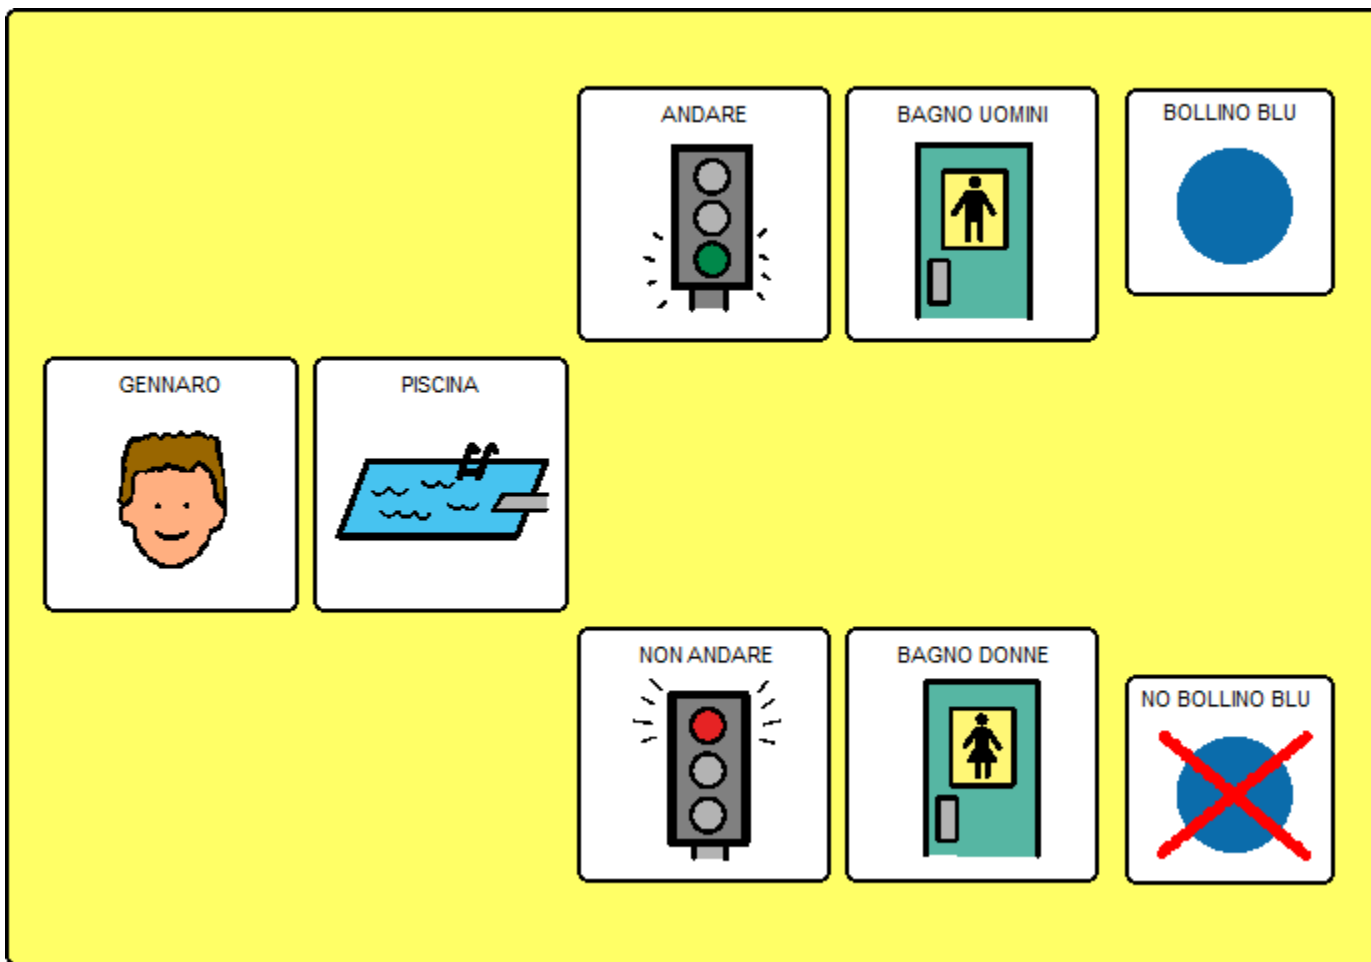 ANDARE
BAGNO UOMINI
BOLLINO BLU
GENNARO
PISCINA
NON ANDARE
BAGNO DONNE
NO BOLLINO BLU